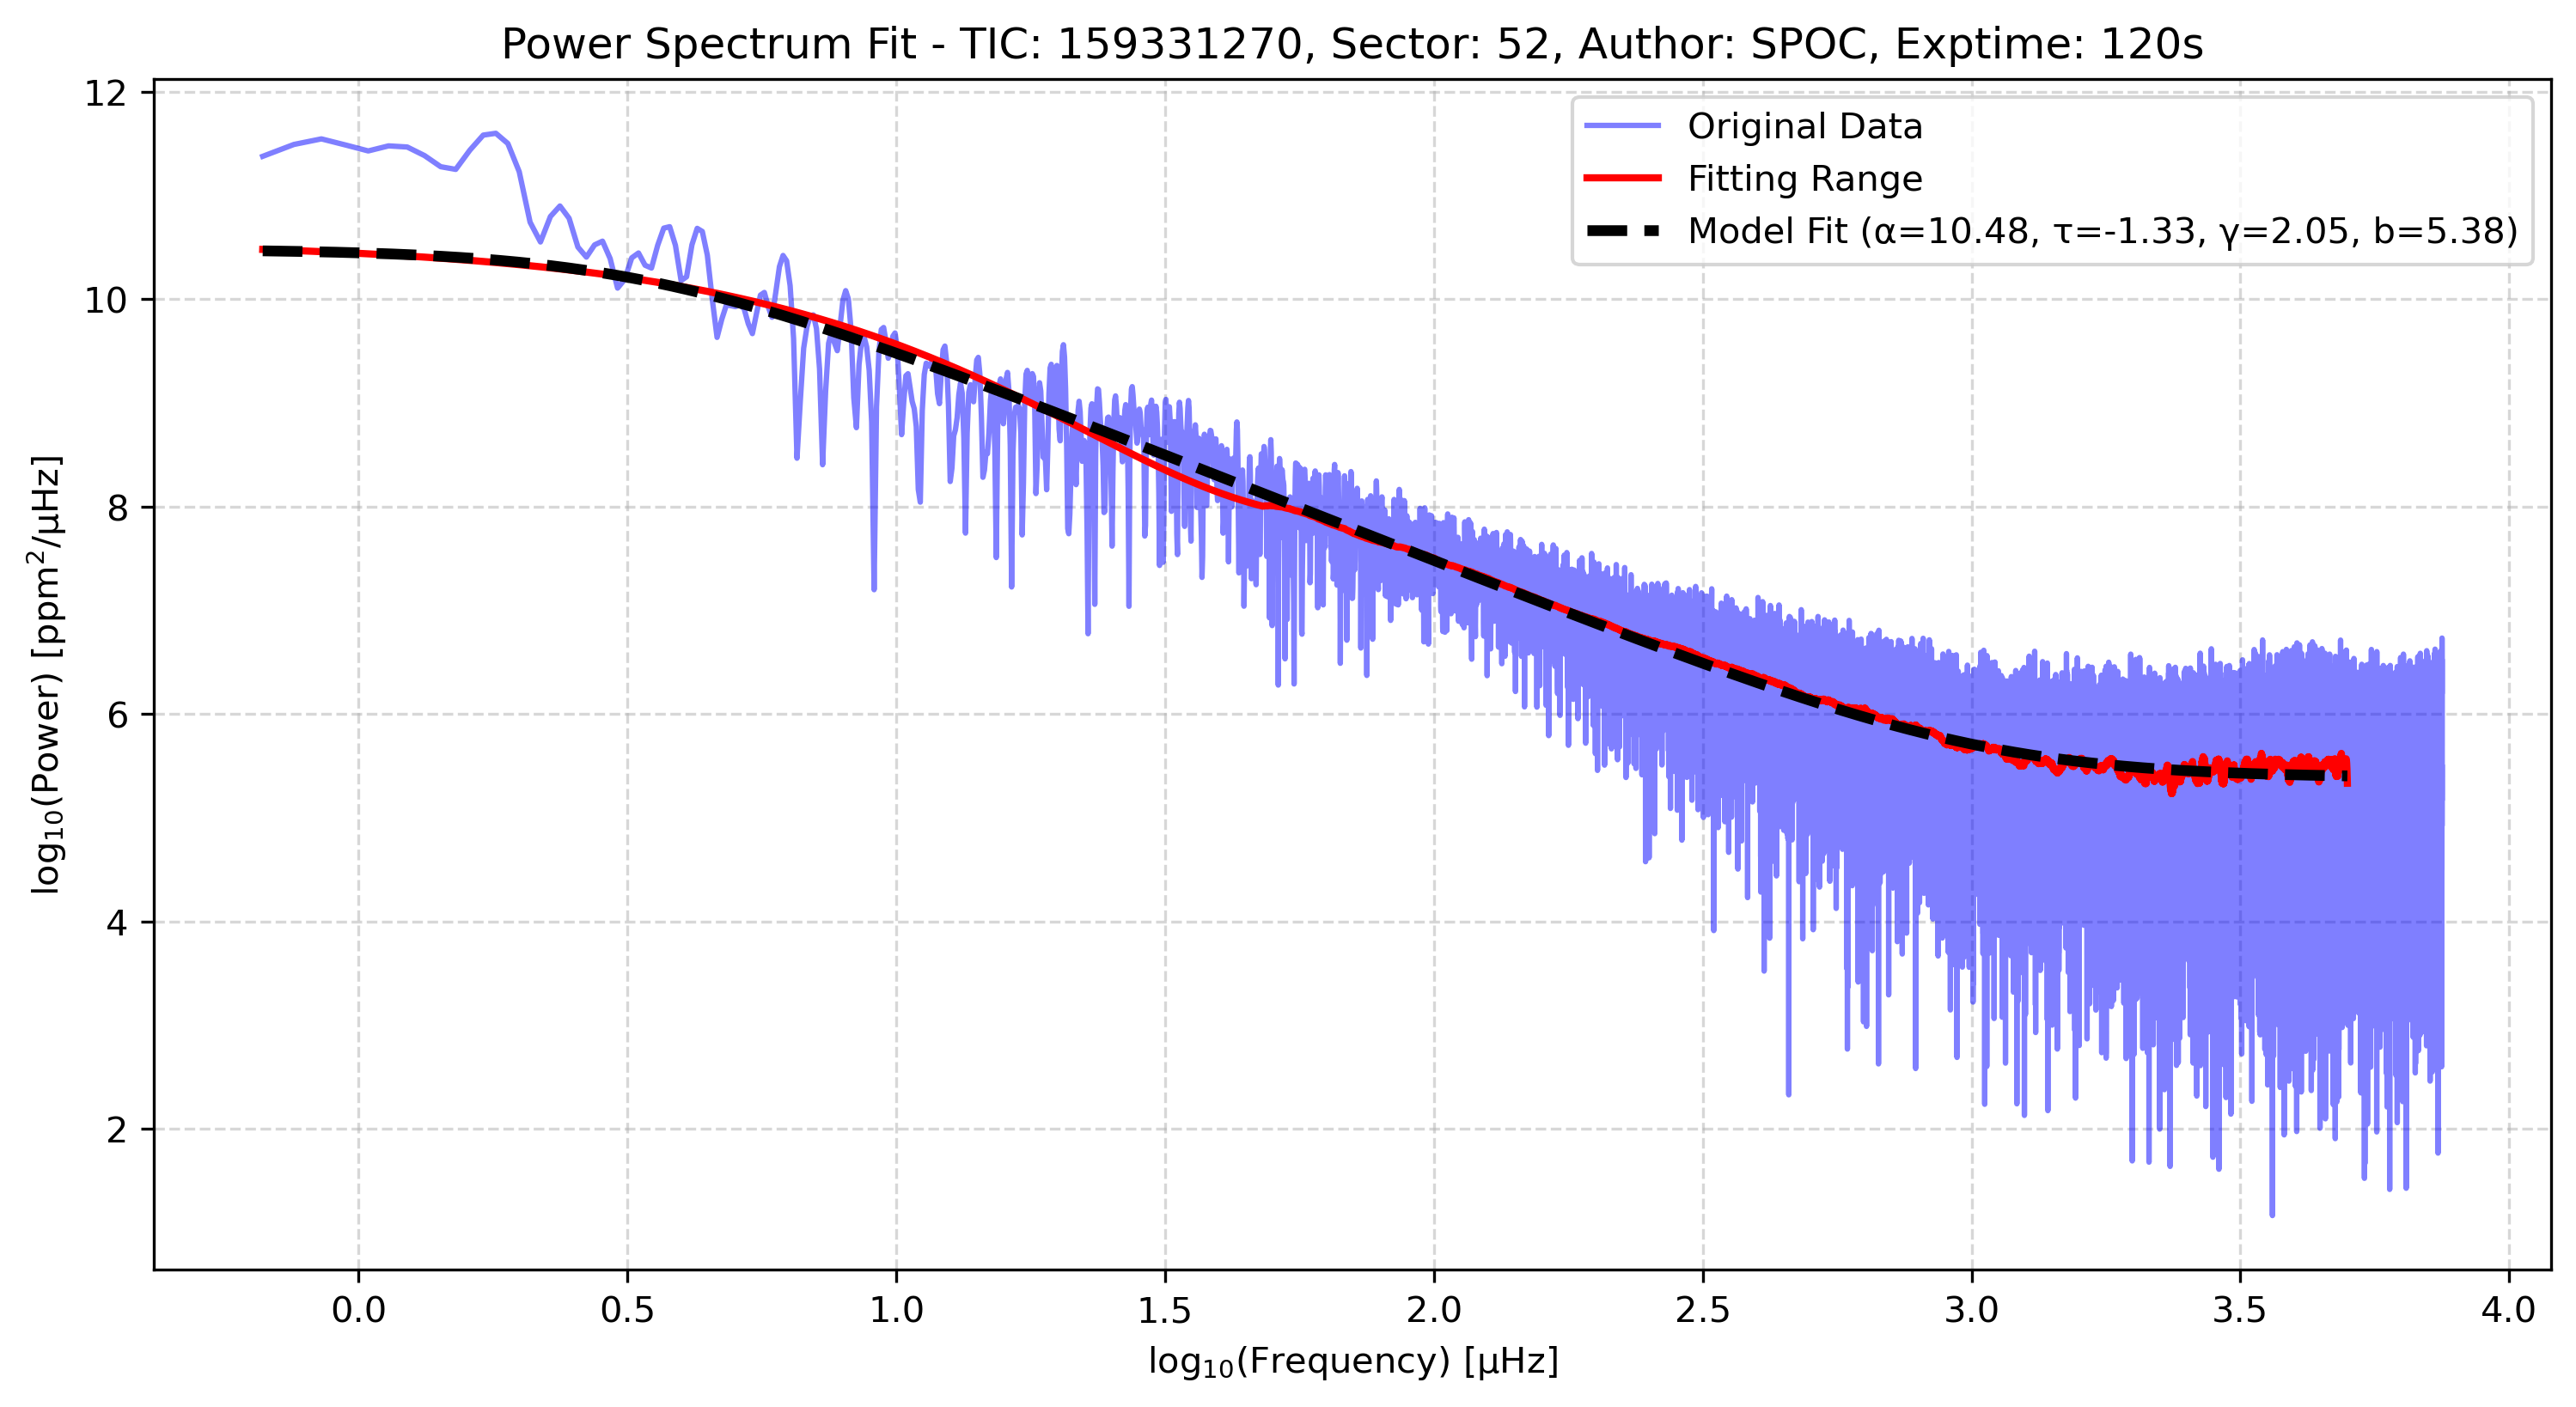 Power Spectrum Fit - TIC: 159331270, Sector: 52, Author: SPOC, Exptime: 120s
Original Data
Fitting Range
Model Fit (α=10.48, τ=-1.33, γ=2.05, b=5.38)
log₁₀(Power) [ppm²/μHz]
12
10
8
6
4
2
0.0 0.5 1.0 1.5 2.0 2.5 3.0 3.5 4.0
log₁₀(Frequency) [μHz]